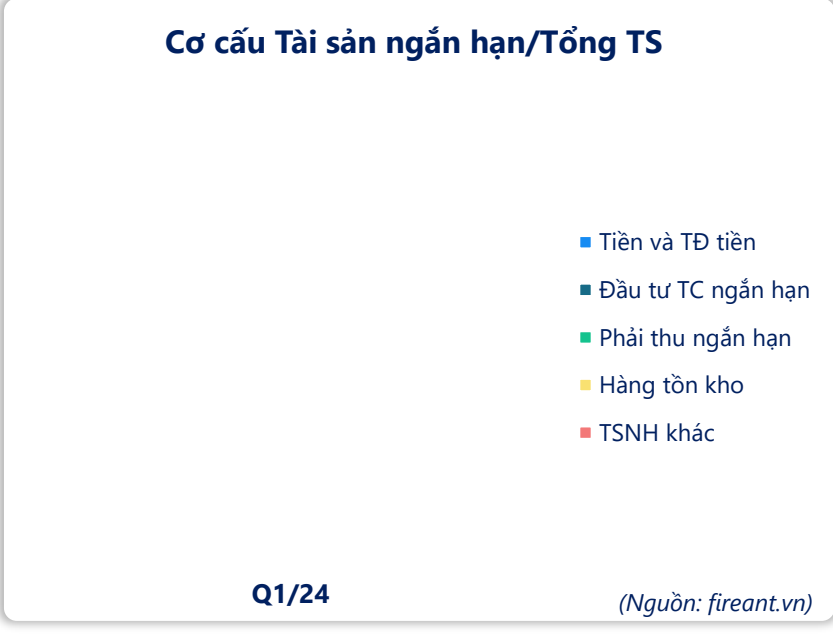 Cơ cấu Tài sản ngắn hạn/Tổng TS
Tiền và TĐ tiền
Đầu tư TC ngắn hạn
Phải thu ngắn hạn
Hàng tồn kho
TSNH khác
Q1/24
(Nguồn: fireant.vn)